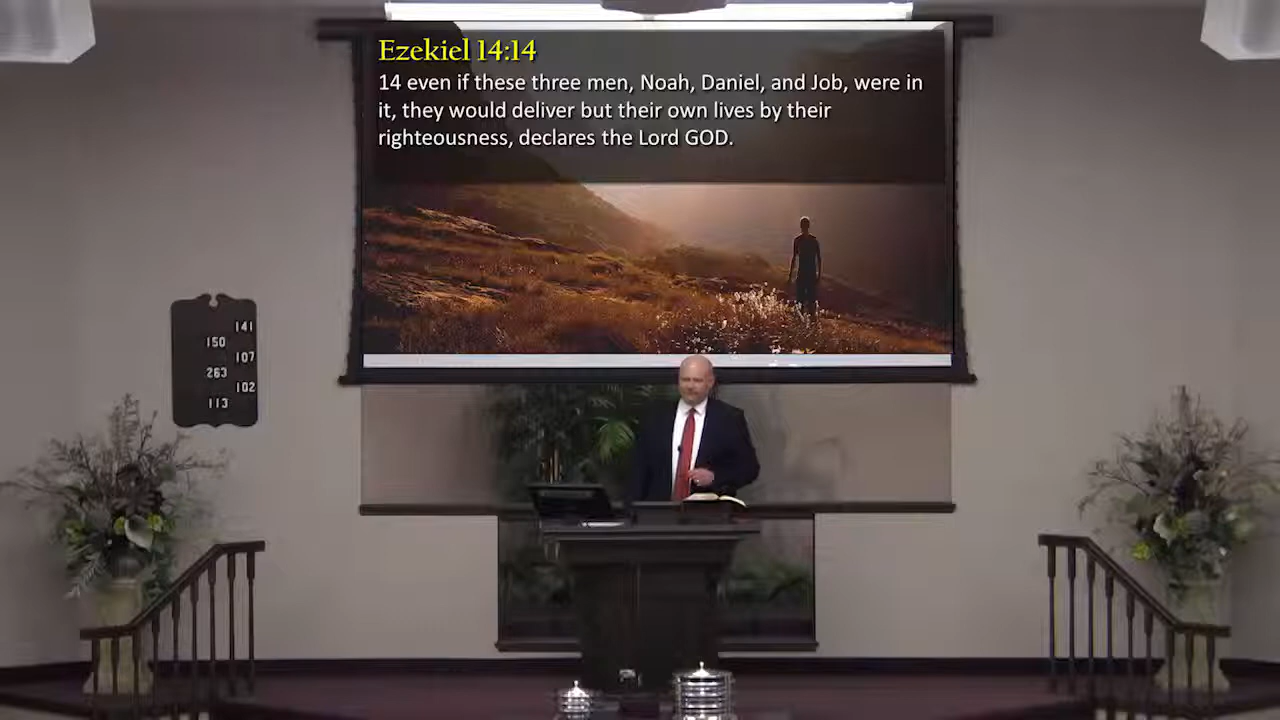 Ezekiel 14:14
14 even if these three men, Noah, Daniel, and Job, were in
it, they would deliver but their own lives by their
righteousness, declares the Lord GOD.
141
150
107
263
102
113